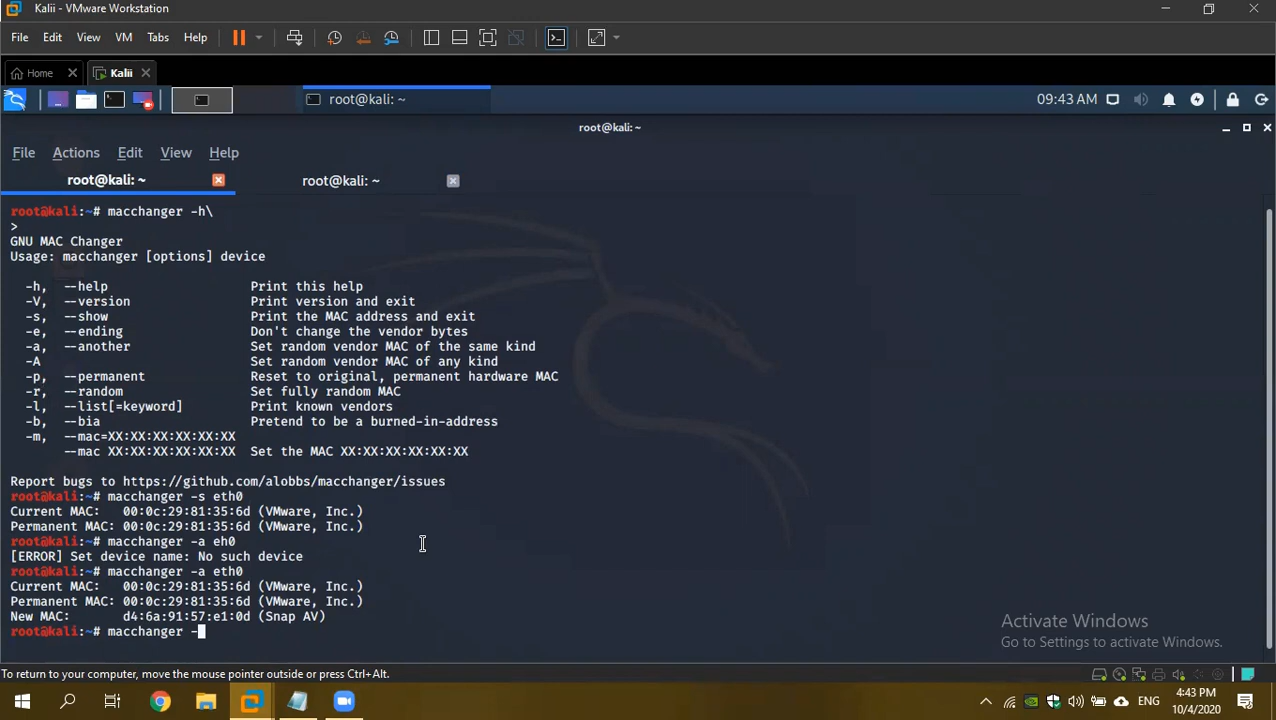 Kalii - VMware Workstation
File Edit View VM Tabs Help
Home Kalii
root@kali: ~ 09:43 AM
root@kali: ~
File Actions Edit View Help
root@kali: ~ root@kali: ~
root@kali:~# macchanger -h\
>
GNU MAC Changer
Usage: macchanger [options] device
-h, --help Print this help
-V, --version Print version and exit
-s, --show Print the MAC address and exit
-e, --ending Don't change the vendor bytes
-a, --another Set random vendor MAC of the same kind
-A Set random vendor MAC of any kind
-p, --permanent Reset to original, permanent hardware MAC
-r, --random Set fully random MAC
-l, --list[=keyword] Print known vendors
-b, --bia Pretend to be a burned-in-address
-m, --mac=XX:XX:XX:XX:XX:XX
--mac XX:XX:XX:XX:XX:XX Set the MAC XX:XX:XX:XX:XX:XX
Report bugs to https://github.com/alobbs/macchanger/issues
root@kali:~# macchanger -s eth0
Current MAC: 00:0c:29:81:35:6d (VMware, Inc.)
Permanent MAC: 00:0c:29:81:35:6d (VMware, Inc.)
root@kali:~# macchanger -a eh0
[ERROR] Set device name: No such device
root@kali:~# macchanger -a eth0
Current MAC: 00:0c:29:81:35:6d (VMware, Inc.)
Permanent MAC: 00:0c:29:81:35:6d (VMware, Inc.)
New MAC: d4:6a:91:57:e1:0d (Snap AV)
root@kali:~# macchanger -
Activate Windows
Go to Settings to activate Windows.
To return to your computer, move the mouse pointer outside or press Ctrl+Alt.
ENG
4:43 PM
10/4/2020